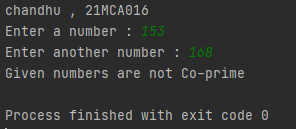 chandhu , 21MCA016
Enter a number : 153
Enter another number : 168
Given numbers are not Co-prime
Process finished with exit code 0